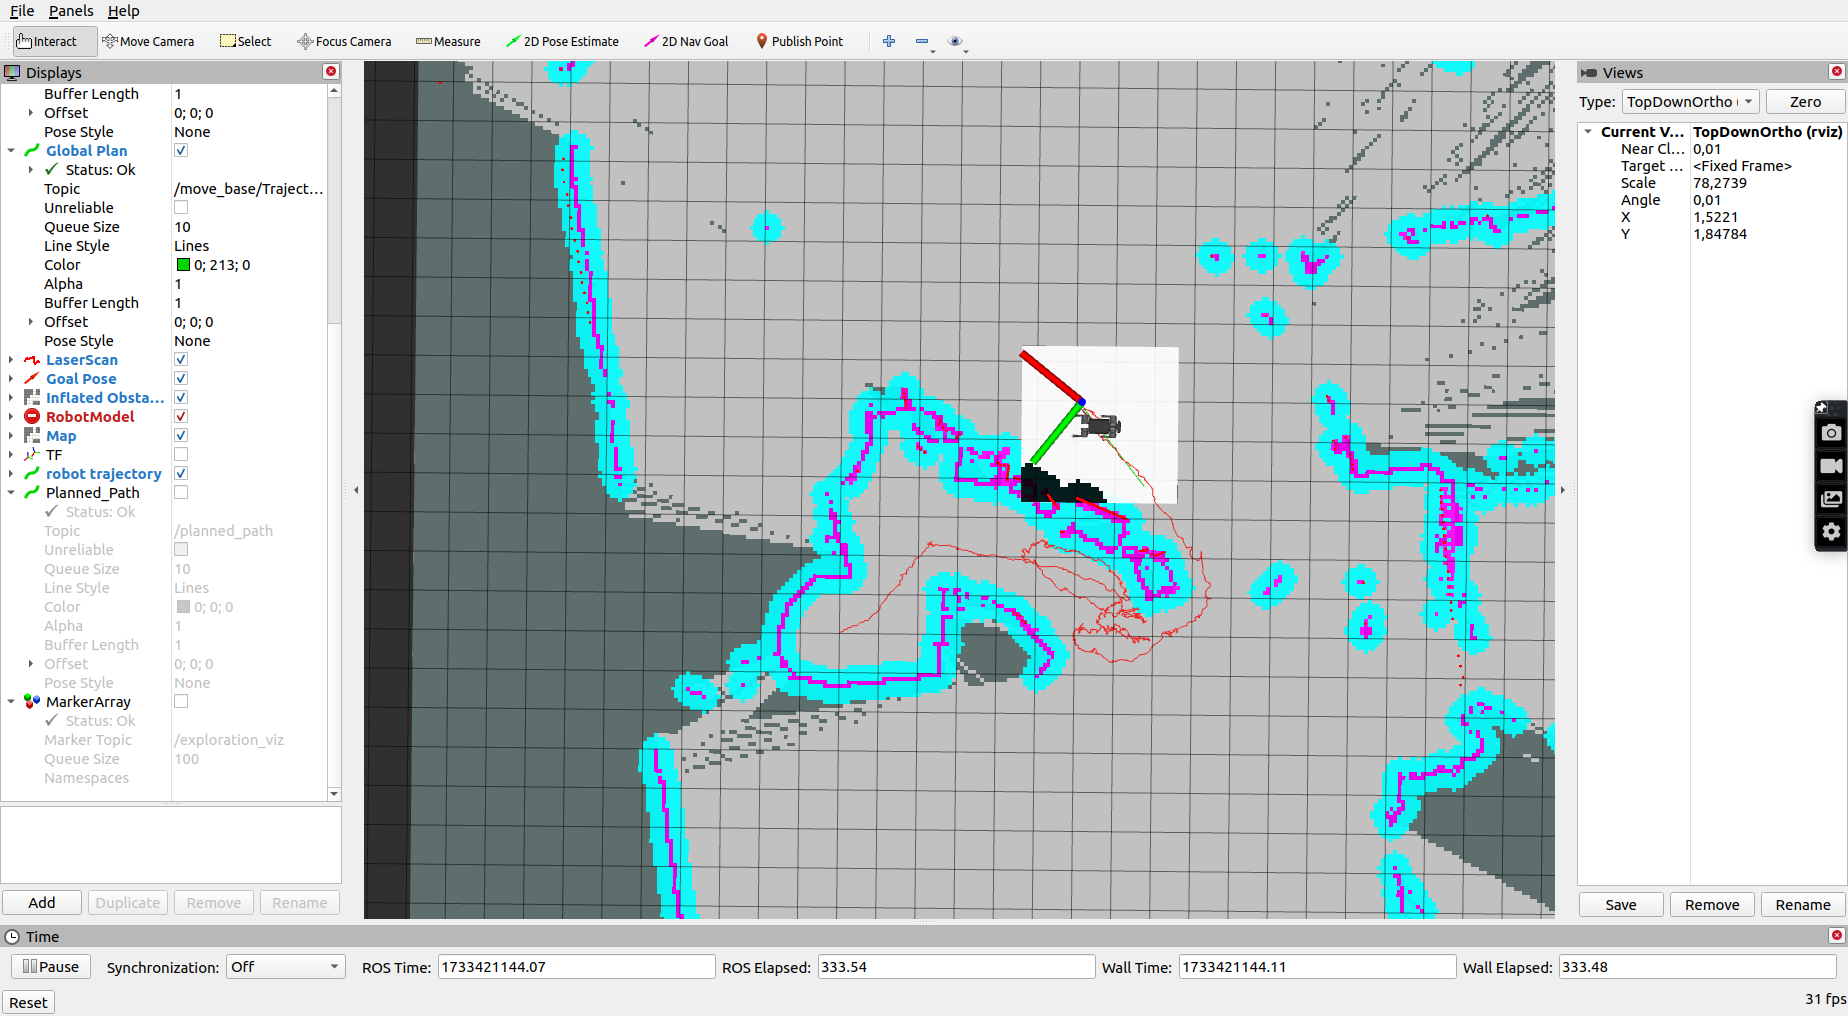 File Panels Help
Interact Move Camera Select Focus Camera Measure 2D Pose Estimate 2D Nav Goal Publish Point
Displays
Buffer Length 1
Offset 0; 0; 0
Pose Style None
Global Plan
Status: Ok
Topic /move_base/Traject...
Unreliable
Queue Size 10
Line Style Lines
Color 0; 213; 0
Alpha 1
Buffer Length 1
Offset 0; 0; 0
Pose Style None
LaserScan
Goal Pose
Inflated Obsta...
RobotModel
Map
TF
robot trajectory
Planned_Path
Status: Ok
Topic /planned_path
Unreliable
Queue Size 10
Line Style Lines
Color 0; 0; 0
Alpha 1
Buffer Length 1
Offset 0; 0; 0
Pose Style None
MarkerArray
Status: Ok
Marker Topic /exploration_viz
Queue Size 100
Namespaces
Add Duplicate Remove Rename
Views
Type: TopDownOrtho ( Zero
Current V... TopDownOrtho (rviz)
Near Cl... 0,01
Target ... <Fixed Frame>
Scale 78,2739
Angle 0,01
X 1,5221
Y 1,84784
Save Remove Rename
Time
Pause Synchronization: Off ROS Time: 1733421144.07 ROS Elapsed: 333.54 Wall Time: 1733421144.11 Wall Elapsed: 333.48
Reset 31 fps